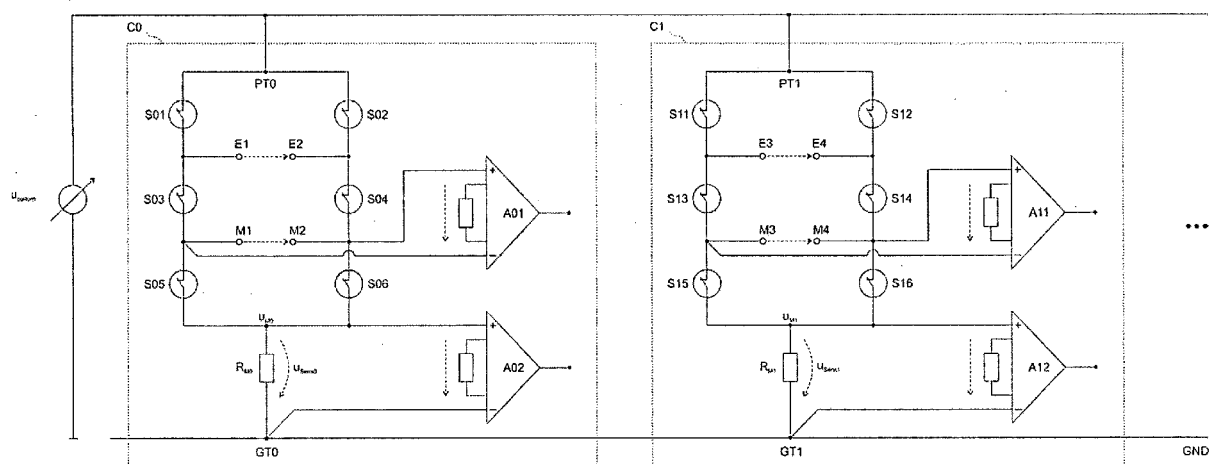 C0
C1
PT0
PT1
S01
S02
S11
S12
E1
E2
E3
E4
S03
S04
A01
S13
S14
A11
M1
M2
M3
M4
...
S05
S06
S15
S16
A02
A12
GT0
GT1
GND